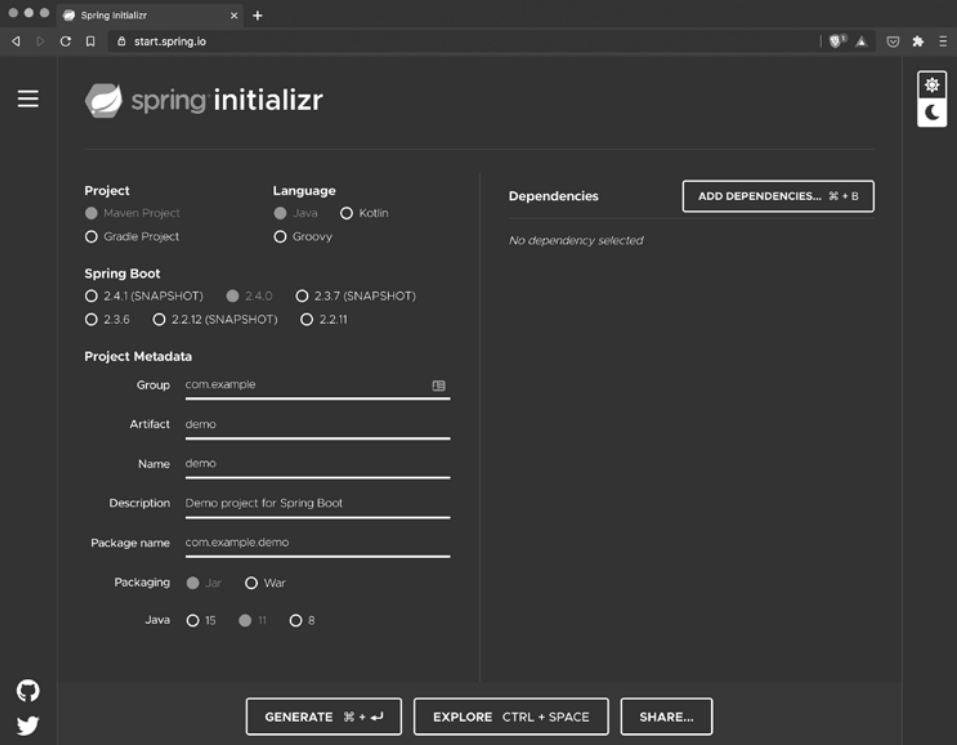 Spring Initializr
start.spring.io
1
spring initializr
Project
Language
Maven Project
Java
Kotlin
Gradle Project
Groovy
Spring Boot
2.4.1 (SNAPSHOT)
2.4.0
2.3.7 (SNAPSHOT)
2.3.6
2.2.12 (SNAPSHOT)
2.2.11
Project Metadata
Group com.example
Artifact demo
Name demo
Description Demo project for Spring Boot
Package name com.example.demo
Packaging Jar War
Java 15 11 8
Dependencies
ADD DEPENDENCIES... ⌘ + B
No dependency selected
GENERATE ⌘ + ↵
EXPLORE CTRL + SPACE
SHARE...